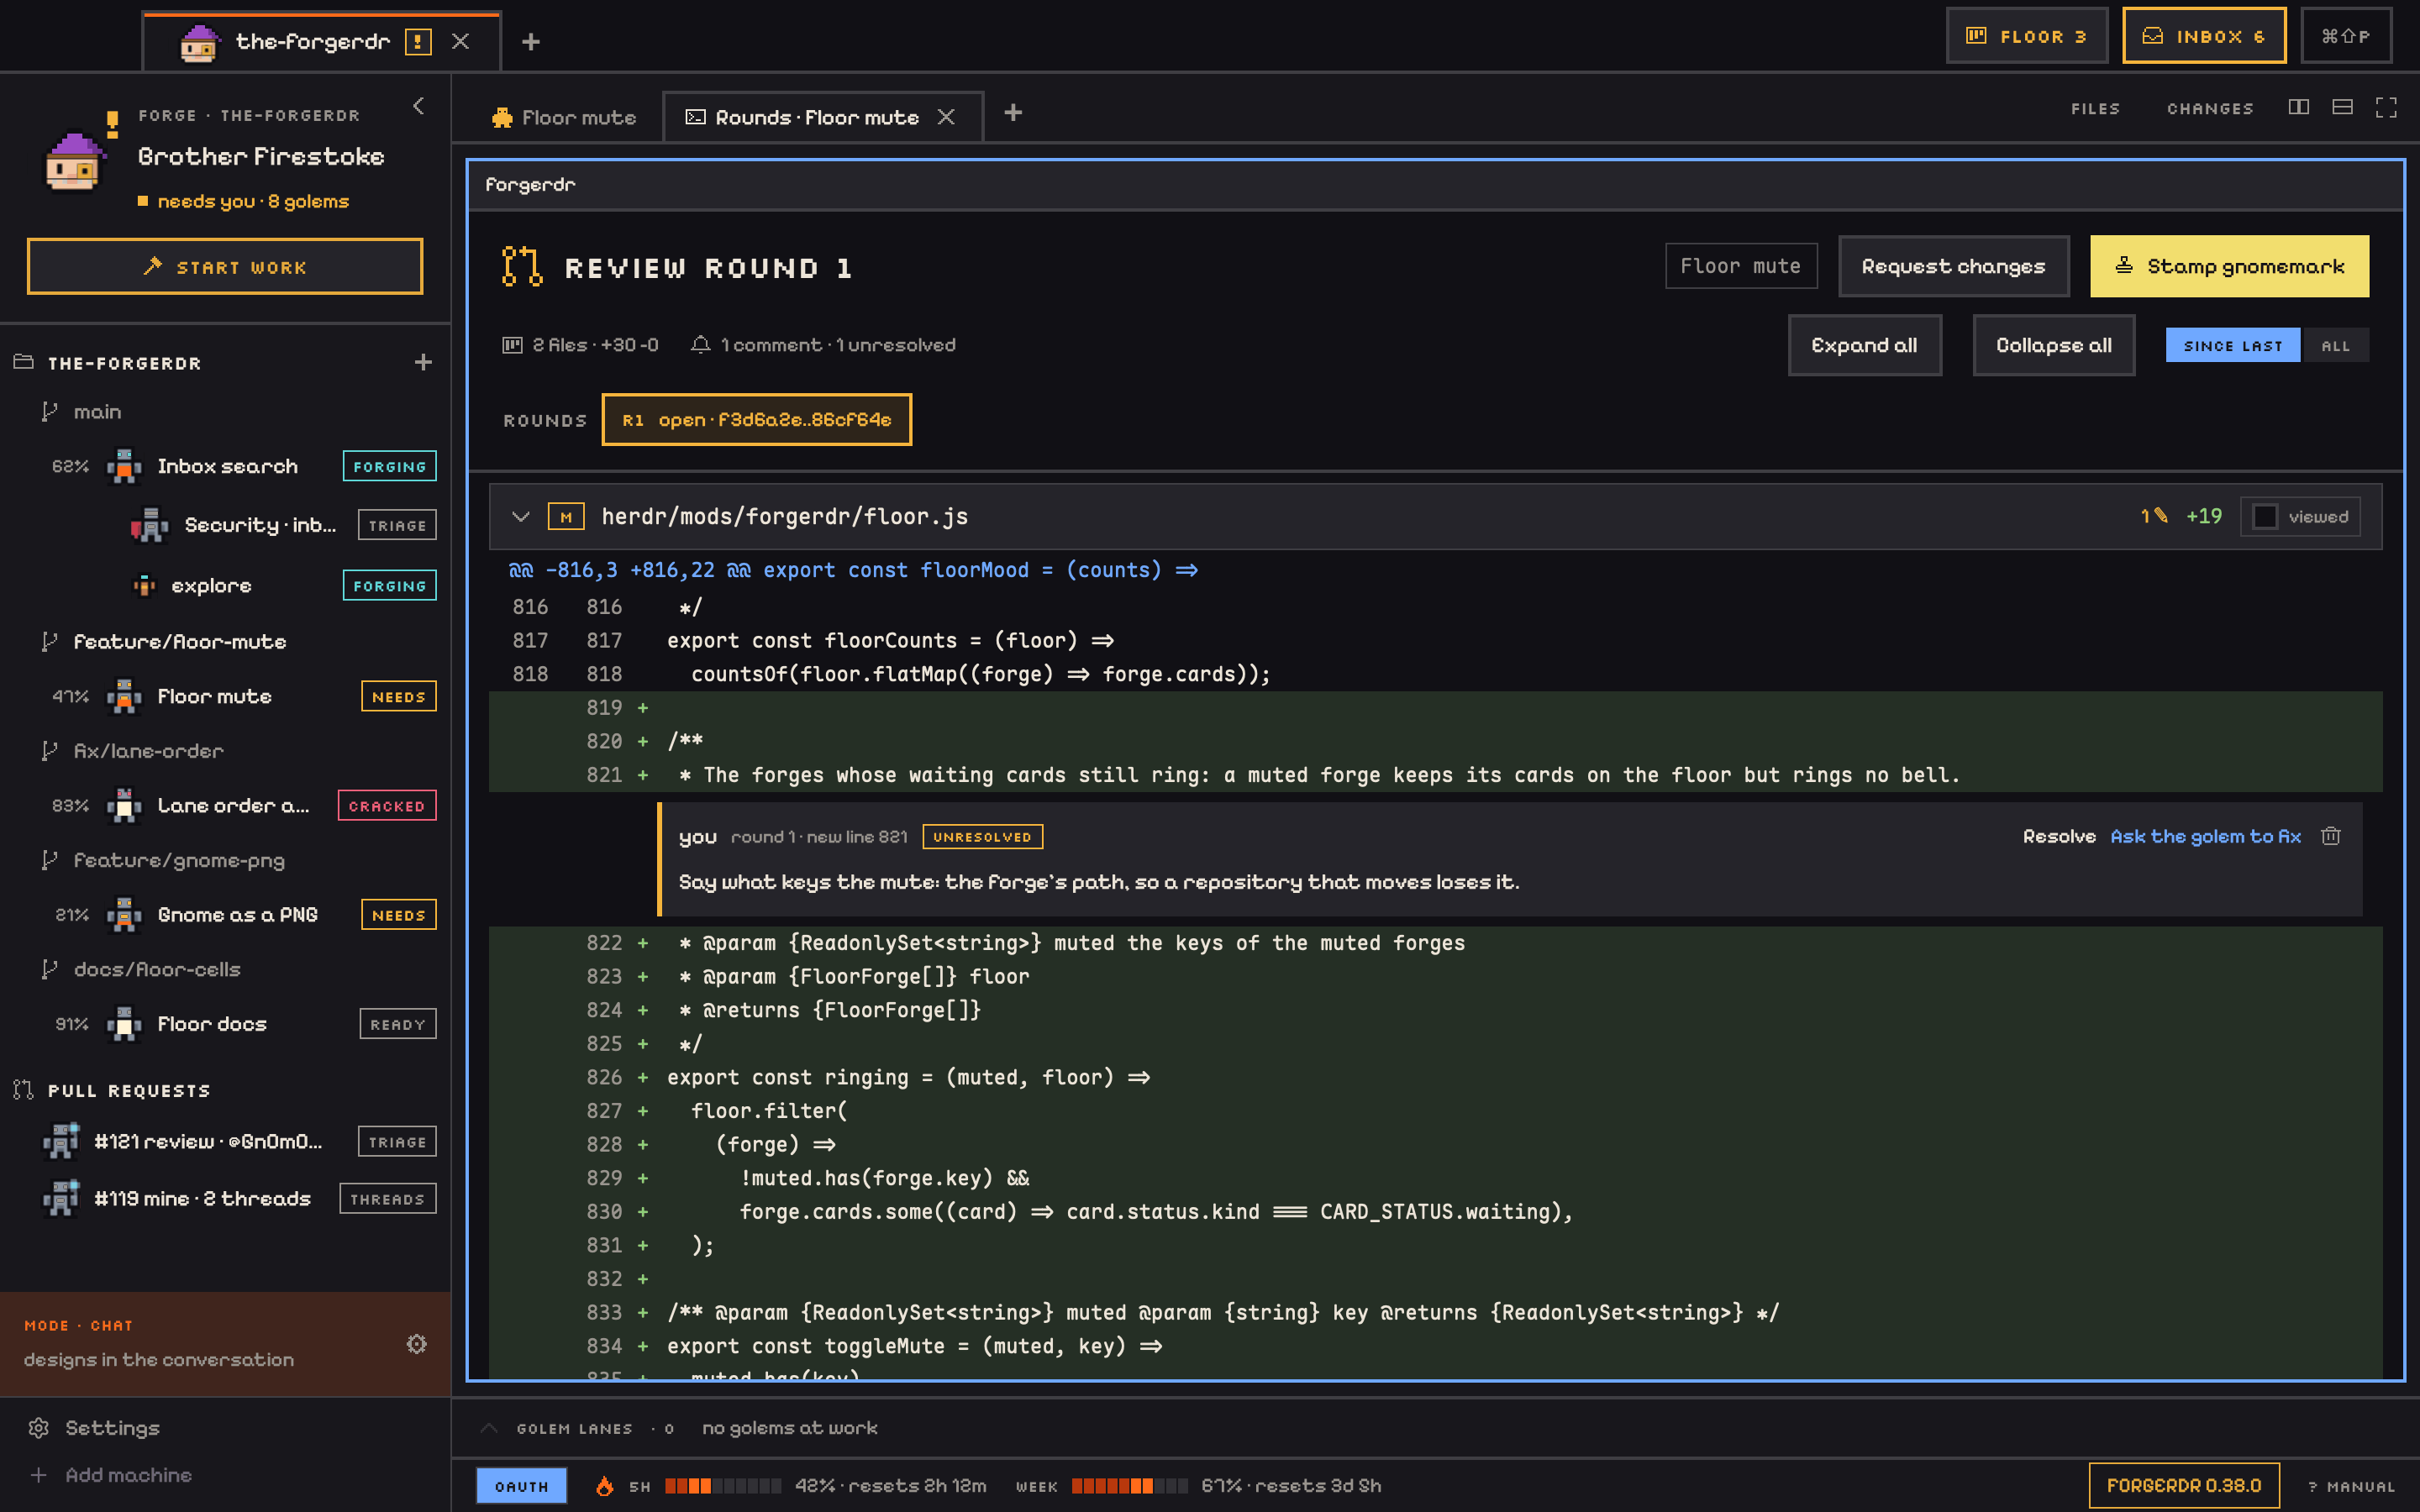 the-forgerdr
FLOOR 3
INBOX 6
⌘⇧P
FORGE · THE-FORGERDR
Brother Firestoke
needs you · 8 golems
START WORK
THE-FORGERDR
main
62% Inbox search FORGING
Security · inb... TRIAGE
explore FORGING
feature/floor-mute
47% Floor mute NEEDS
fix/lane-order
83% Lane order a... CRACKED
feature/gnome-png
21% Gnome as a PNG NEEDS
docs/floor-cells
91% Floor docs READY
PULL REQUESTS
#121 review · @Gn0m0... TRIAGE
#119 mine · 2 threads THREADS
MODE · CHAT
designs in the conversation
Settings
Add machine
Floor mute
Rounds · Floor mute
FILES CHANGES
forgerdr
REVIEW ROUND 1
Floor mute
Request changes
Stamp gnomemark
2 files · +30 -0
1 comment · 1 unresolved
Expand all
Collapse all
SINCE LAST ALL
ROUNDS R1 open · f3d6a2e..86cf64e
M herdr/mods/forgerdr/floor.js 1 +19 viewed
@@ -816,3 +816,22 @@ export const floorMood = (counts) =>
816 816 */
817 817 export const floorCounts = (floor) =>
818 818 countsOf(floor.flatMap((forge) => forge.cards));
819 +
820 + /**
821 + * The forges whose waiting cards still ring: a muted forge keeps its cards on the floor but rings no bell.
you round 1 · new line 821 UNRESOLVED Resolve Ask the golem to fix
Say what keys the mute: the forge's path, so a repository that moves loses it.
822 + * @param {ReadonlySet<string>} muted the keys of the muted forges
823 + * @param {FloorForge[]} floor
824 + * @returns {FloorForge[]}
825 + */
826 + export const ringing = (muted, floor) =>
827 + floor.filter(
828 + (forge) =>
829 + !muted.has(forge.key) &&
830 + forge.cards.some((card) => card.status.kind === CARD_STATUS.waiting),
831 + );
832 +
833 + /** @param {ReadonlySet<string>} muted @param {string} key @returns {ReadonlySet<string>} */
834 + export const toggleMute = (muted, key) =>
835 + muted.has(key)
GOLEM LANES · 0 no golems at work
OAUTH 5H 42% · resets 2h 12m WEEK 67% · resets 3d 8h
FORGERDR 0.38.0
? MANUAL